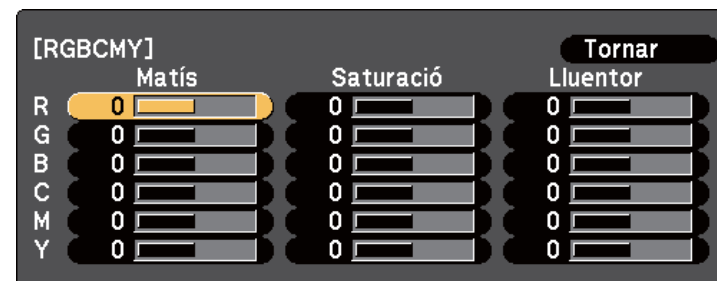 [RGBCMY] Tornar
Matís Saturació Lluentor
R 0 0 0
G 0 0 0
B 0 0 0
C 0 0 0
M 0 0 0
Y 0 0 0